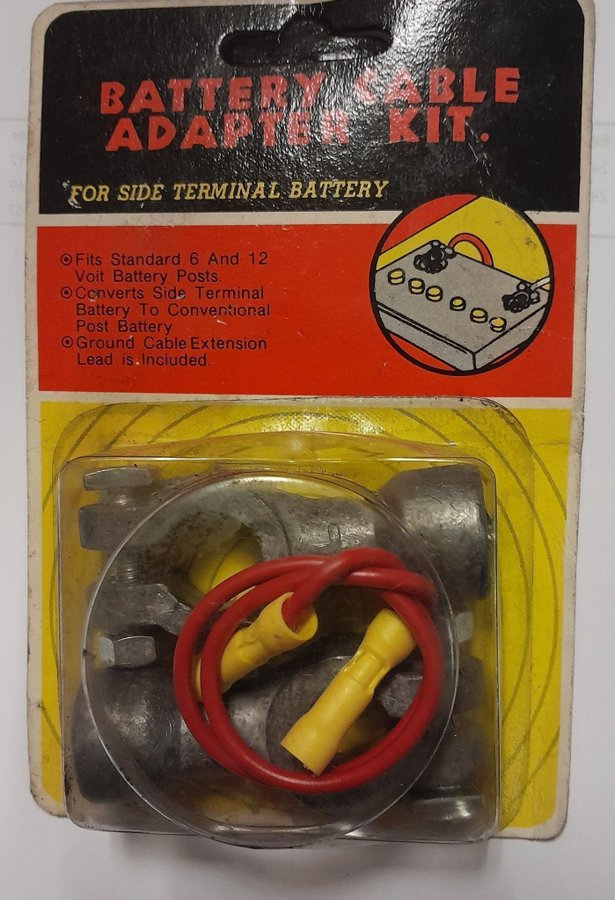 BATTERY CABLE
ADAPTER KIT.
FOR SIDE TERMINAL BATTERY
Fits Standard 6 And 12
Volt Battery Posts.
Converts Side Terminal
Battery To Conventional
Post Battery
Ground Cable Extension
Lead is Included.